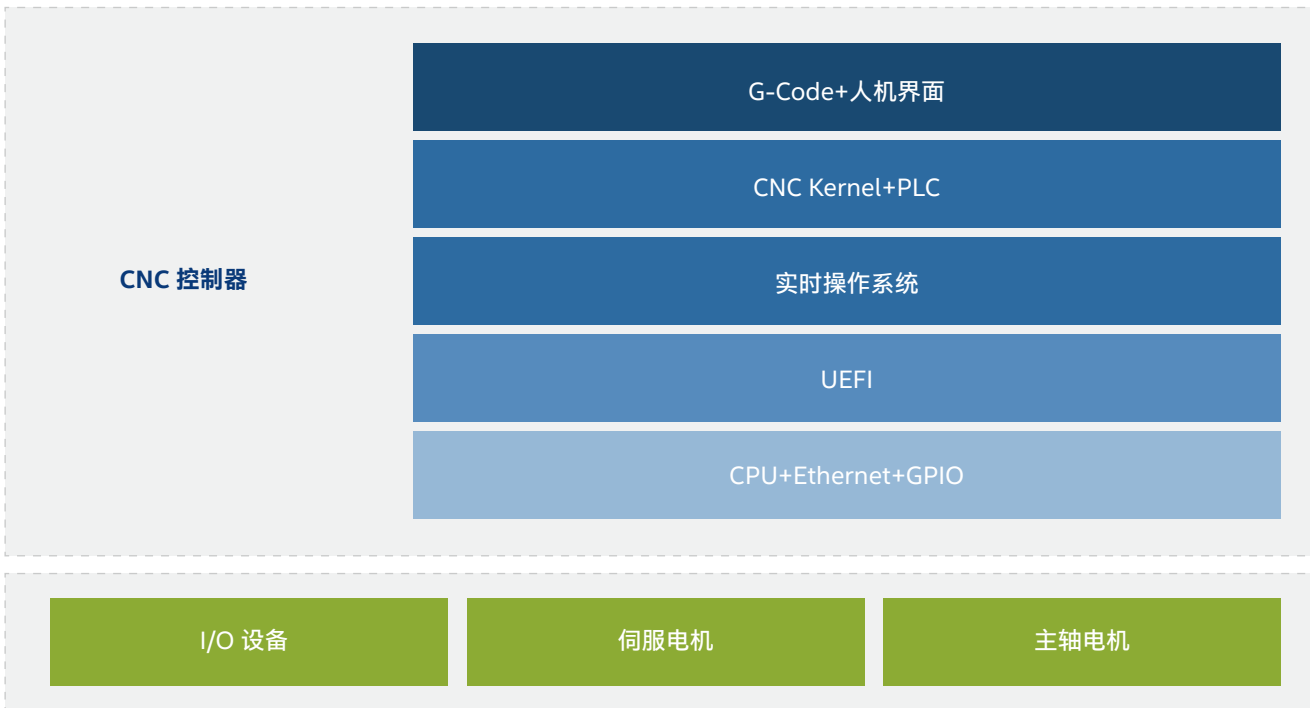 G-Code+人机界面
CNC Kernel+PLC
CNC 控制器
实时操作系统
UEFI
CPU+Ethernet+GPIO
I/O 设备
伺服电机
主轴电机